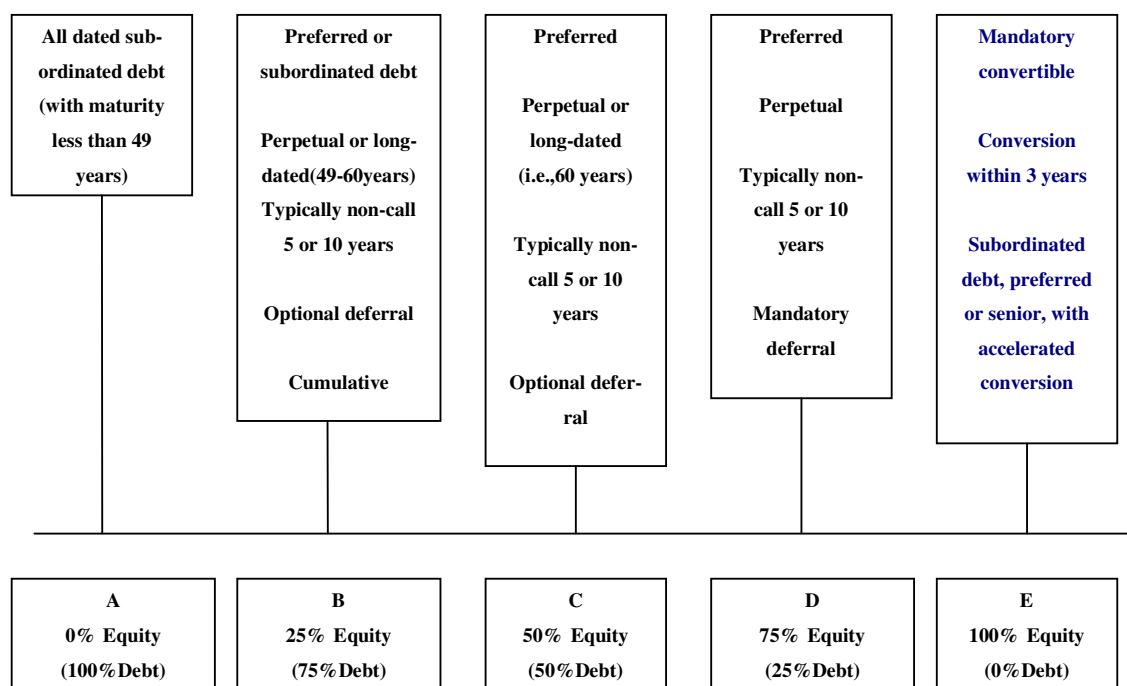 All dated sub-
ordinated debt
(with maturity
less than 49
years)
Preferred or
subordinated debt
Perpetual or long-
dated(49-60years)
Typically non-call
5 or 10 years
Optional deferral
Cumulative
Preferred
Perpetual or
long-dated
(i.e.,60 years)
Typically non-
call 5 or 10
years
Optional defer-
ral
Preferred
Perpetual
Typically non-
call 5 or 10
years
Mandatory
deferral
Mandatory
convertible
Conversion
within 3 years
Subordinated
debt, preferred
or senior, with
accelerated
conversion
A
0% Equity
(100%Debt)
B
25% Equity
(75%Debt)
C
50% Equity
(50%Debt)
D
75% Equity
(25%Debt)
E
100% Equity
(0%Debt)